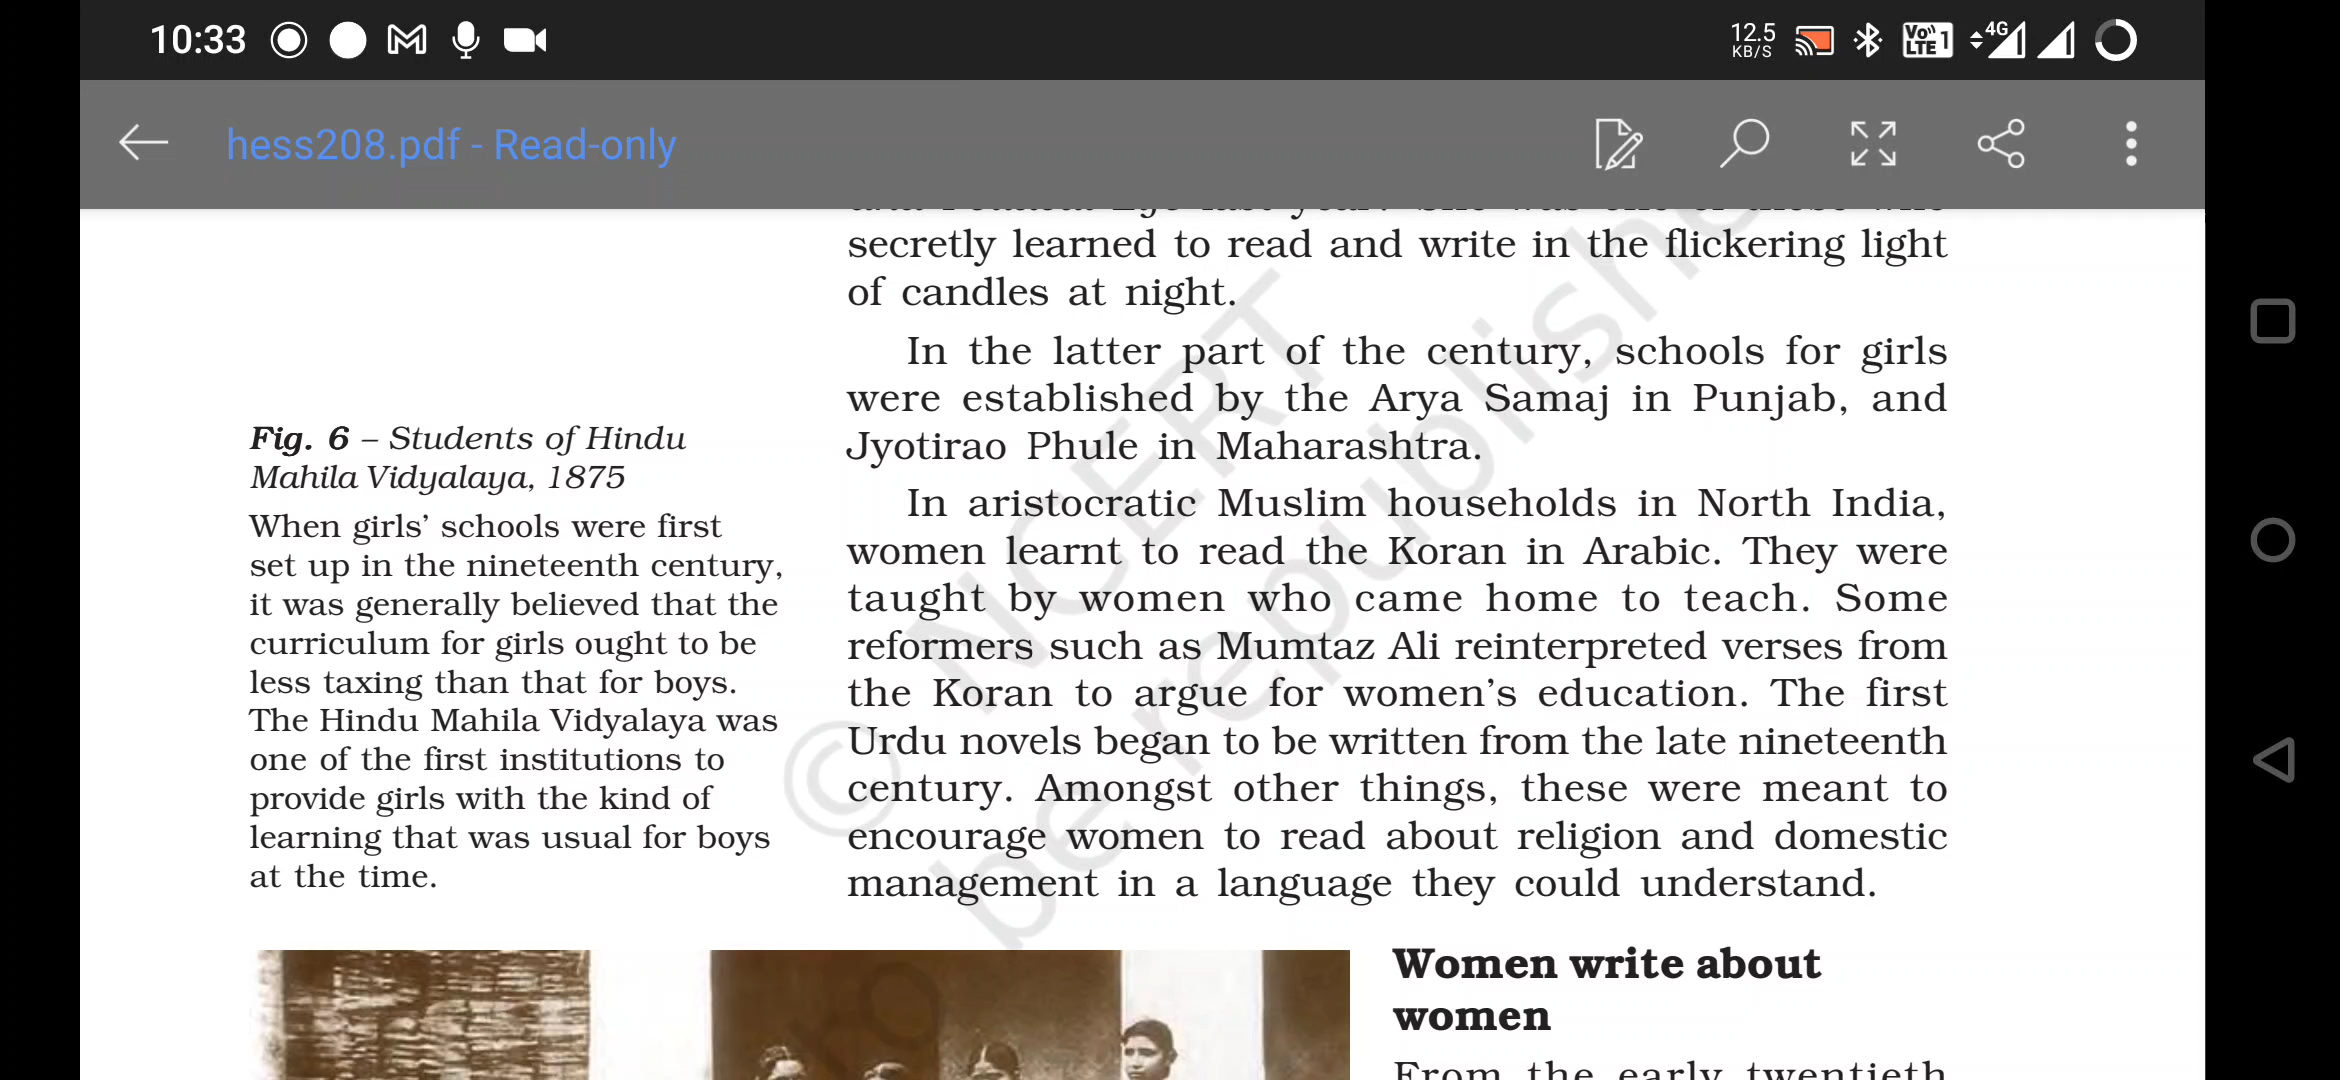 10:33
12.5
KB/S
Vo))
LTE 1
4G
hess208.pdf - Read-only
secretly learned to read and write in the flickering light
of candles at night.
In the latter part of the century, schools for girls
were established by the Arya Samaj in Punjab, and
Jyotirao Phule in Maharashtra.
In aristocratic Muslim households in North India,
women learnt to read the Koran in Arabic. They were
taught by women who came home to teach. Some
reformers such as Mumtaz Ali reinterpreted verses from
the Koran to argue for women’s education. The first
Urdu novels began to be written from the late nineteenth
century. Amongst other things, these were meant to
encourage women to read about religion and domestic
management in a language they could understand.
Fig. 6 – Students of Hindu
Mahila Vidyalaya, 1875
When girls’ schools were first
set up in the nineteenth century,
it was generally believed that the
curriculum for girls ought to be
less taxing than that for boys.
The Hindu Mahila Vidyalaya was
one of the first institutions to
provide girls with the kind of
learning that was usual for boys
at the time.
Women write about
women
From the early twentieth
© NCERT
be republishe